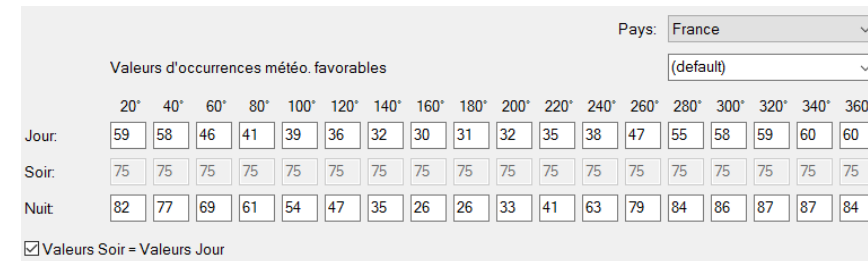 Pays: France
Valeurs d'occurrences météo. favorables (default)
20° 40° 60° 80° 100° 120° 140° 160° 180° 200° 220° 240° 260° 280° 300° 320° 340° 360
Jour: 59 58 46 41 39 36 32 30 31 32 35 38 47 55 58 59 60 60
Soir: 75 75 75 75 75 75 75 75 75 75 75 75 75 75 75 75 75 75
Nuit 82 77 69 61 54 47 35 26 26 33 41 63 79 84 86 87 87 84
Valeurs Soir = Valeurs Jour